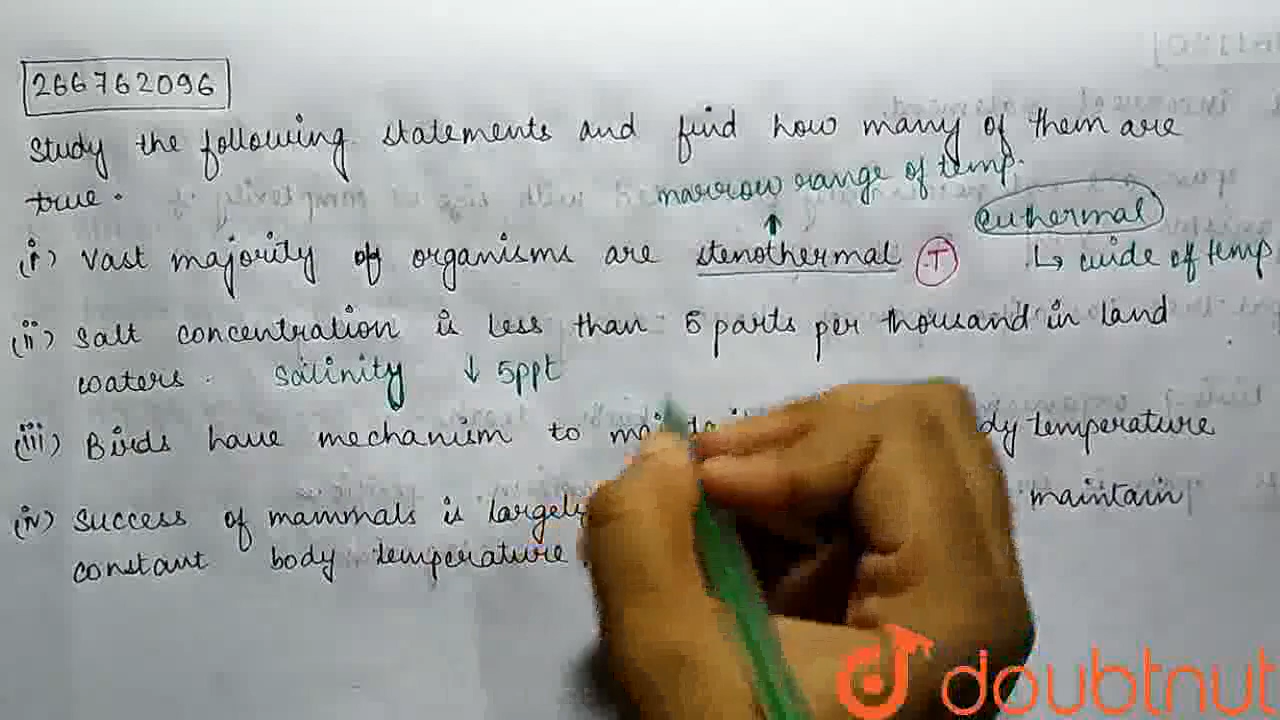 266762096
Study the following statements and find how many of them are
true.
narrow range of temp.
euthermal
(i) Vast majority of organisms are stenothermal T
↳ wide of temp
(ii) Salt concentration is less than 5 parts per thousand in land
waters. Salinity ↓ 5ppt
(iii) Birds have mechanism to temperature
(iv) Success of mammals is largely maintain
constant body temperature
doubtnut